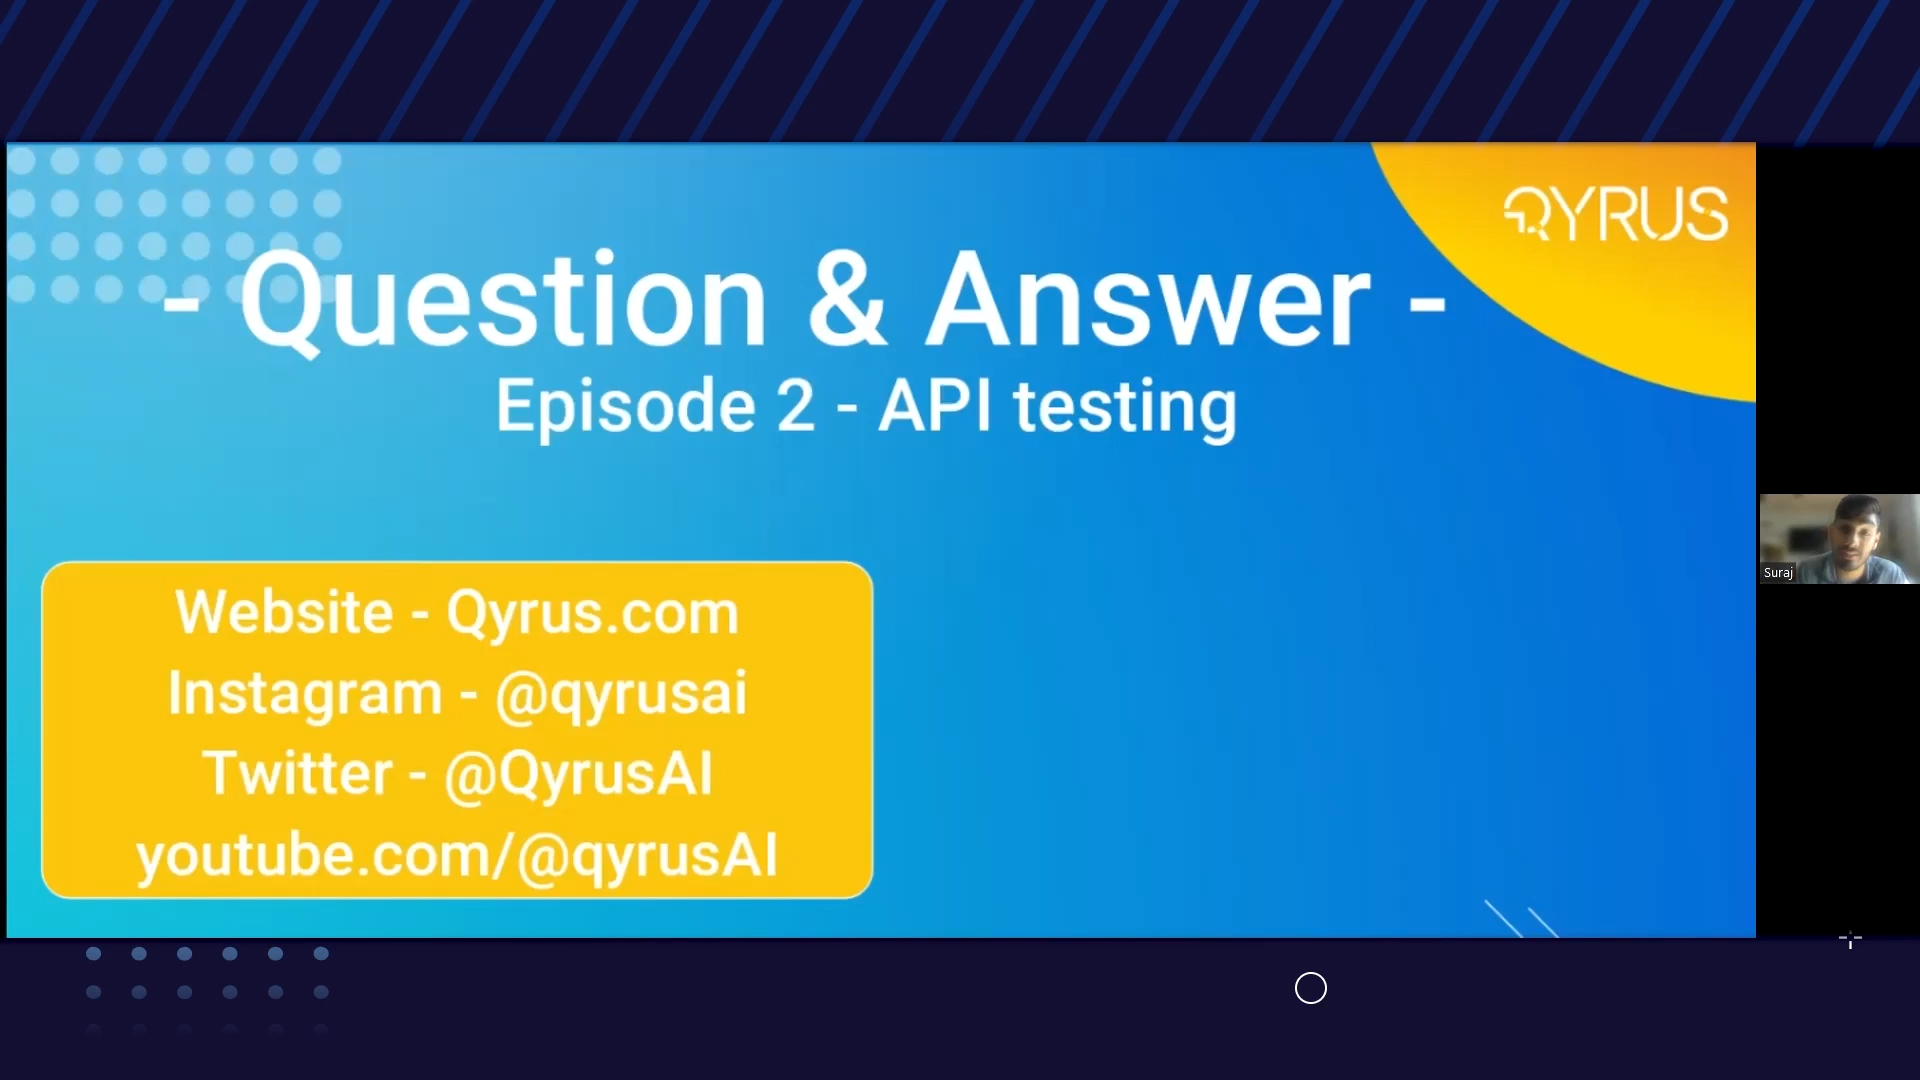 QYRUS
- Question & Answer -
Episode 2 - API testing
Website - Qyrus.com
Instagram - @qyrusai
Twitter - @QyrusAI
youtube.com/@qyrusAI
Suraj